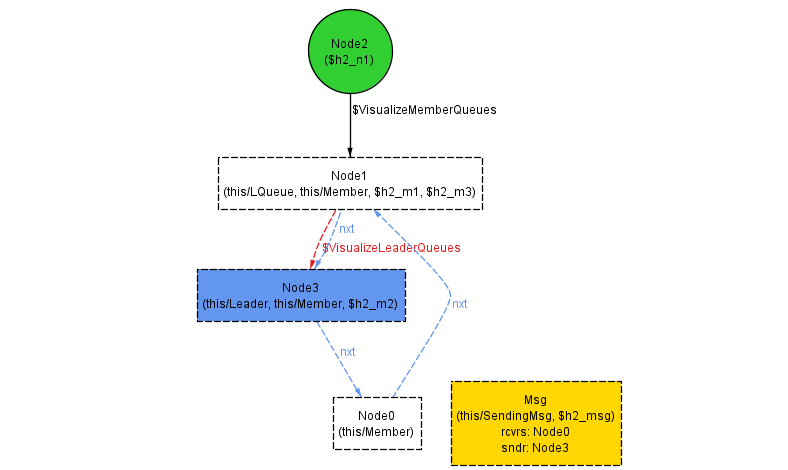 Node2
($h2_n1)
$VisualizeMemberQueues
Node1
(this/LQueue, this/Member, $h2_m1, $h2_m3)
nxt
$VisualizeLeaderQueues
Node3
(this/Leader, this/Member, $h2_m2)
nxt
nxt
Node0
(this/Member)
Msg
(this/SendingMsg, $h2_msg)
rcvrs: Node0
sndr: Node3